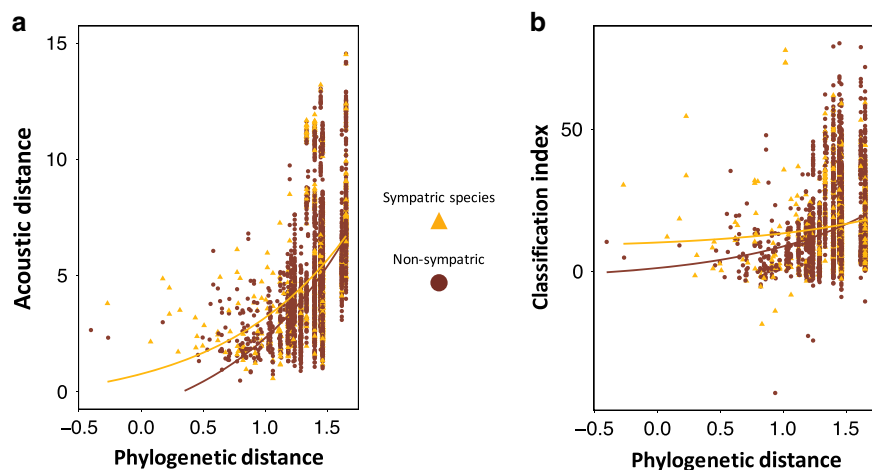 a
15
10
5
0
Acoustic distance
−0.5 0.0 0.5 1.0 1.5
Phylogenetic distance
Sympatric species
Non-sympatric
b
50
0
Classification index
−0.5 0.0 0.5 1.0 1.5
Phylogenetic distance